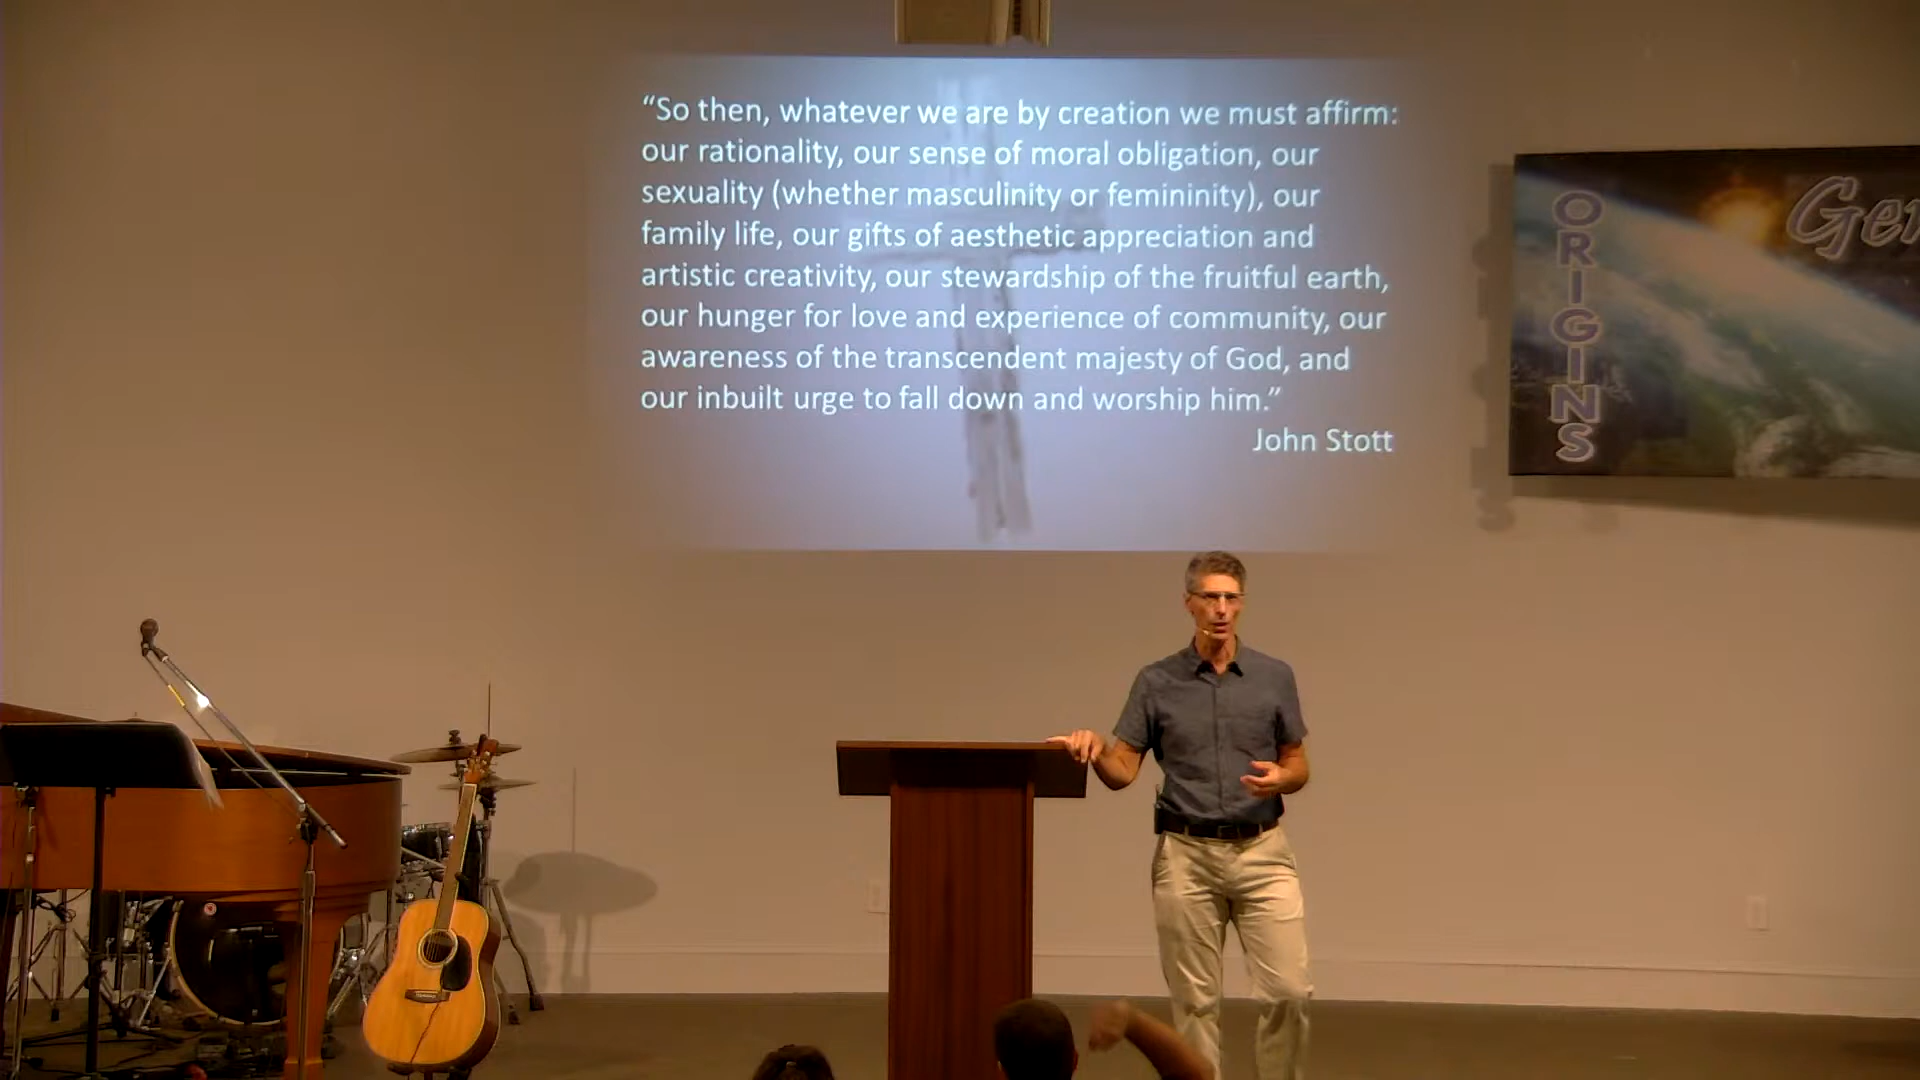 “So then, whatever we are by creation we must affirm:
our rationality, our sense of moral obligation, our
sexuality (whether masculinity or femininity), our
family life, our gifts of aesthetic appreciation and
artistic creativity, our stewardship of the fruitful earth,
our hunger for love and experience of community, our
awareness of the transcendent majesty of God, and
our inbuilt urge to fall down and worship him.”
John Stott
ORIGINS